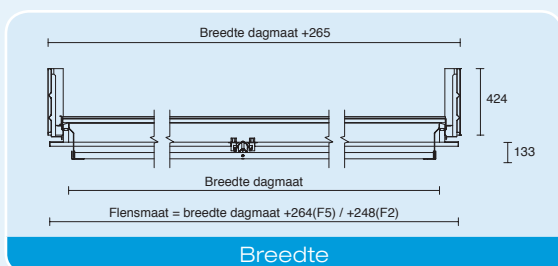 Breedte dagmaat +265
424
133
Breedte dagmaat
Flensmaat = breedte dagmaat +264(F5) / +248(F2)
Breedte